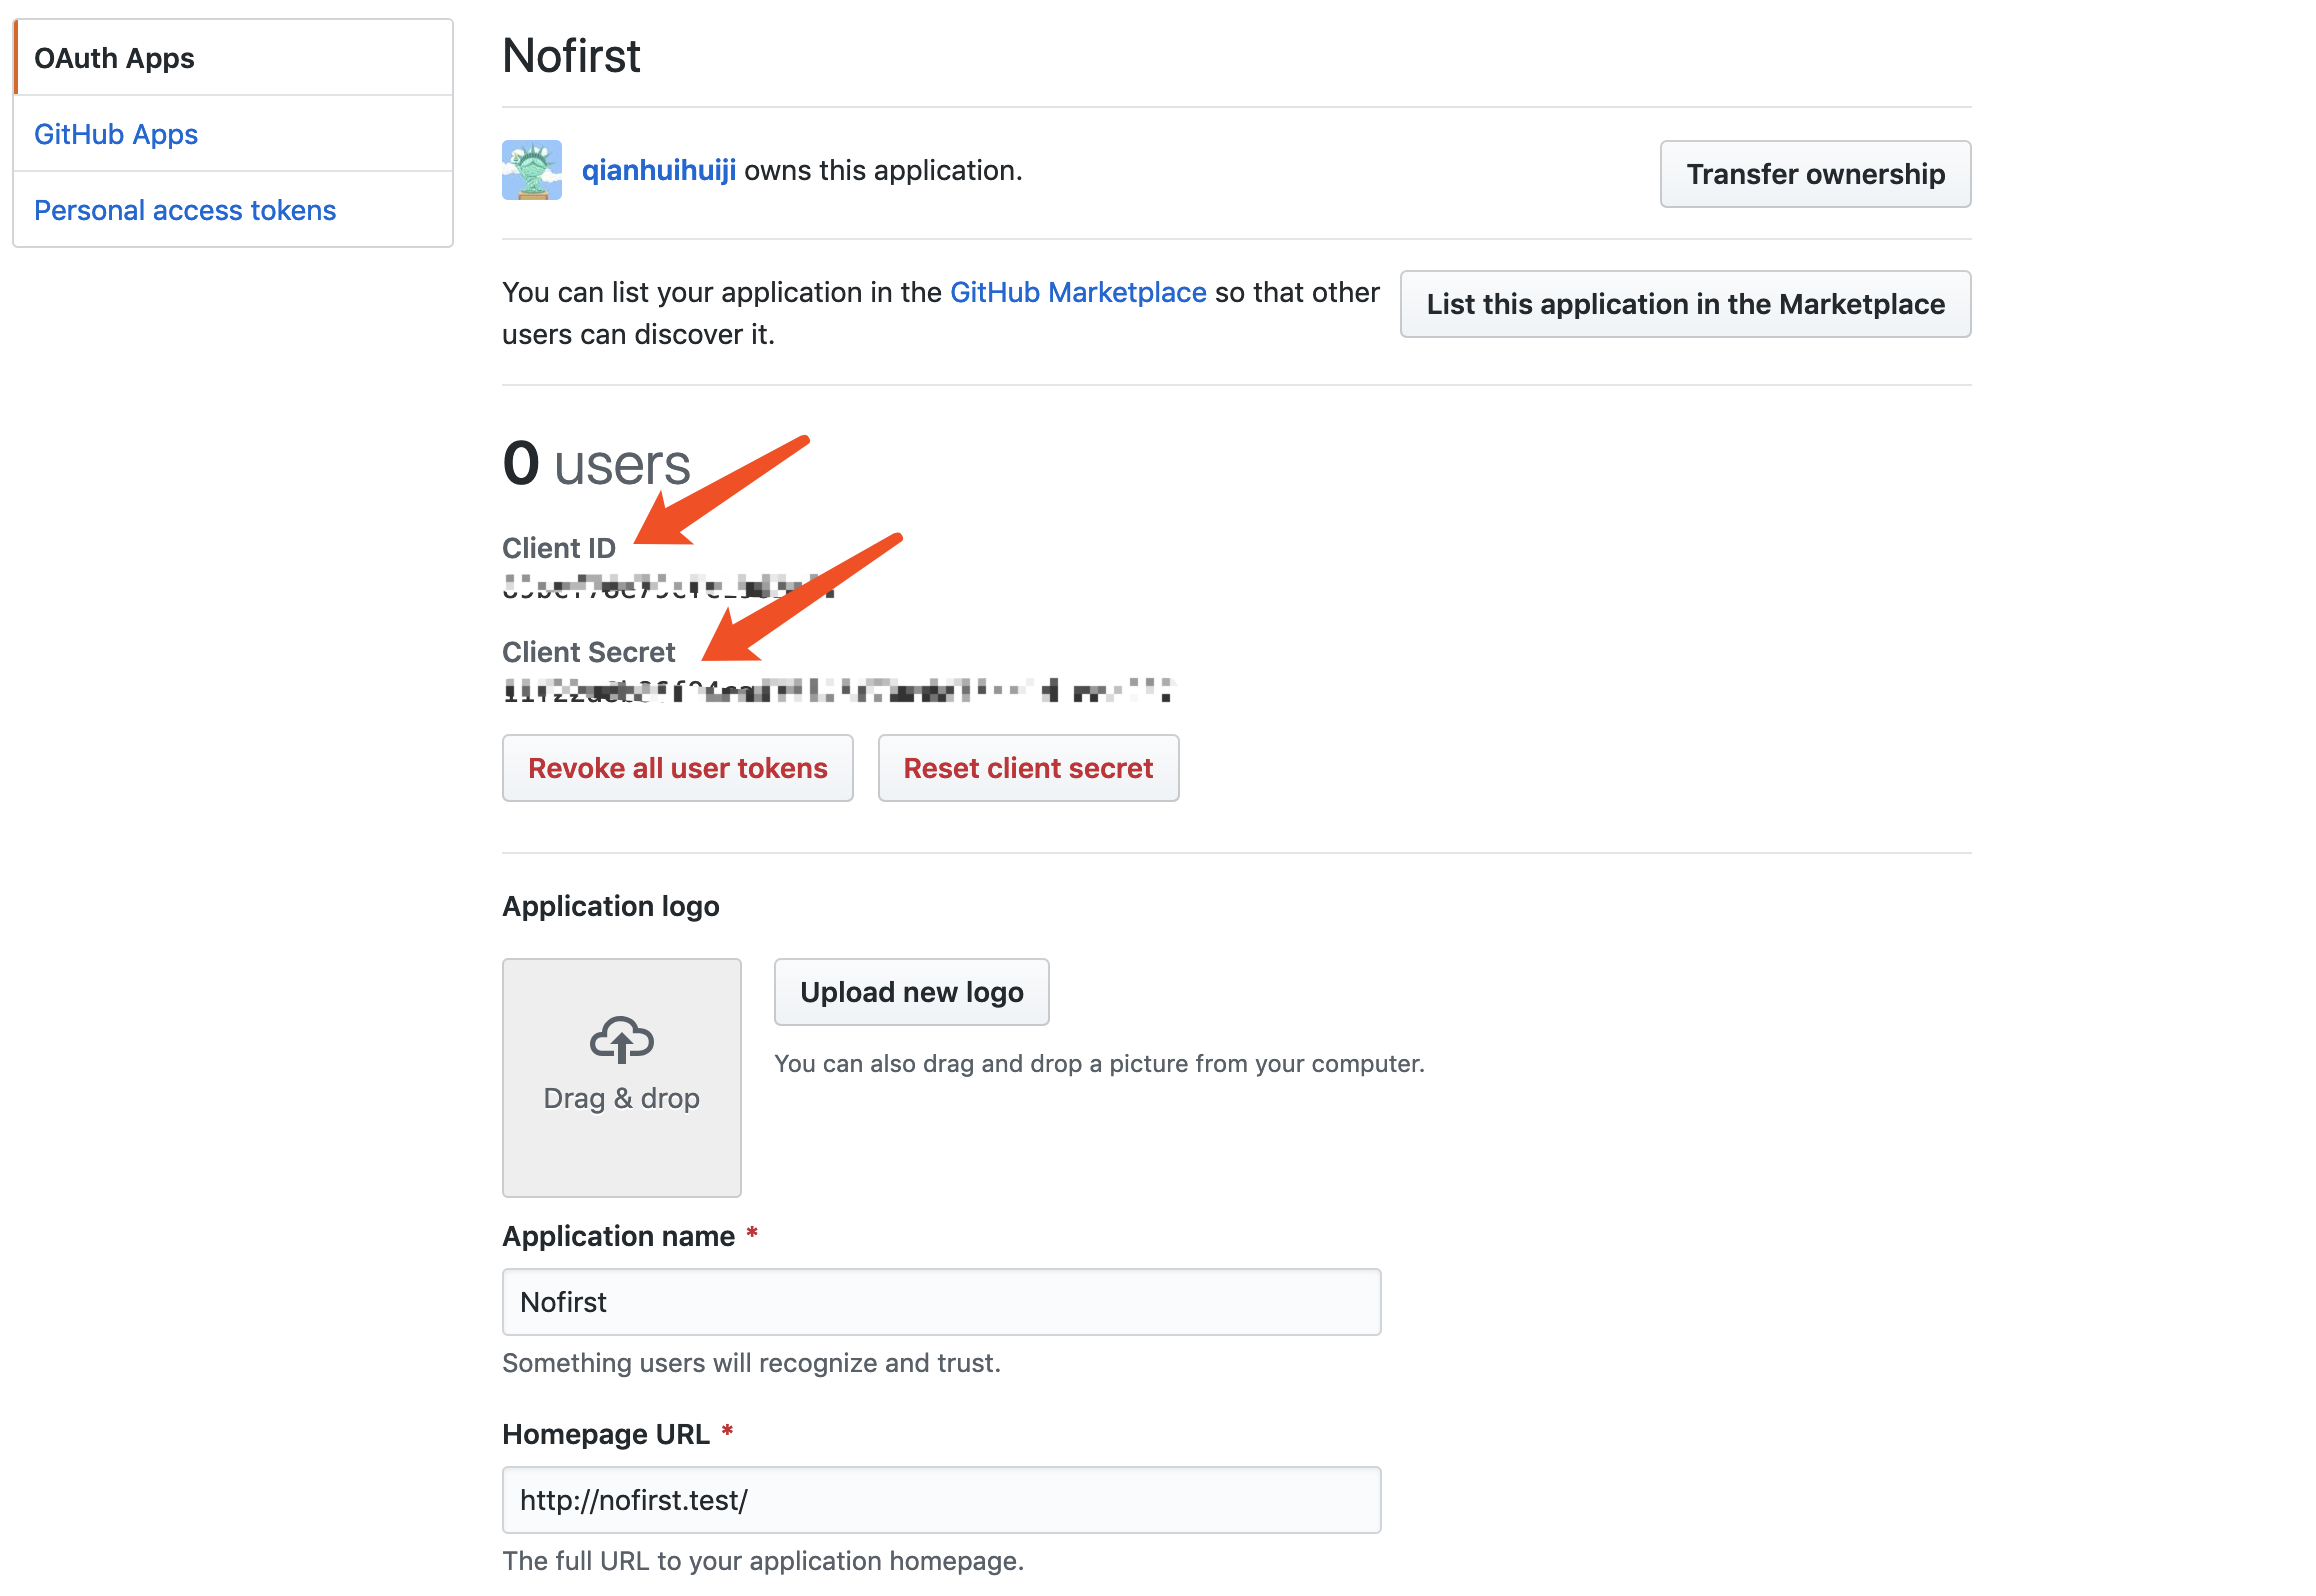 OAuth Apps
GitHub Apps
Personal access tokens
Nofirst
qianhuihuiji owns this application.
Transfer ownership
You can list your application in the GitHub Marketplace so that other
users can discover it.
List this application in the Marketplace
0 users
Client ID
Client Secret
Revoke all user tokens
Reset client secret
Application logo
Drag & drop
Upload new logo
You can also drag and drop a picture from your computer.
Application name *
Nofirst
Something users will recognize and trust.
Homepage URL *
http://nofirst.test/
The full URL to your application homepage.